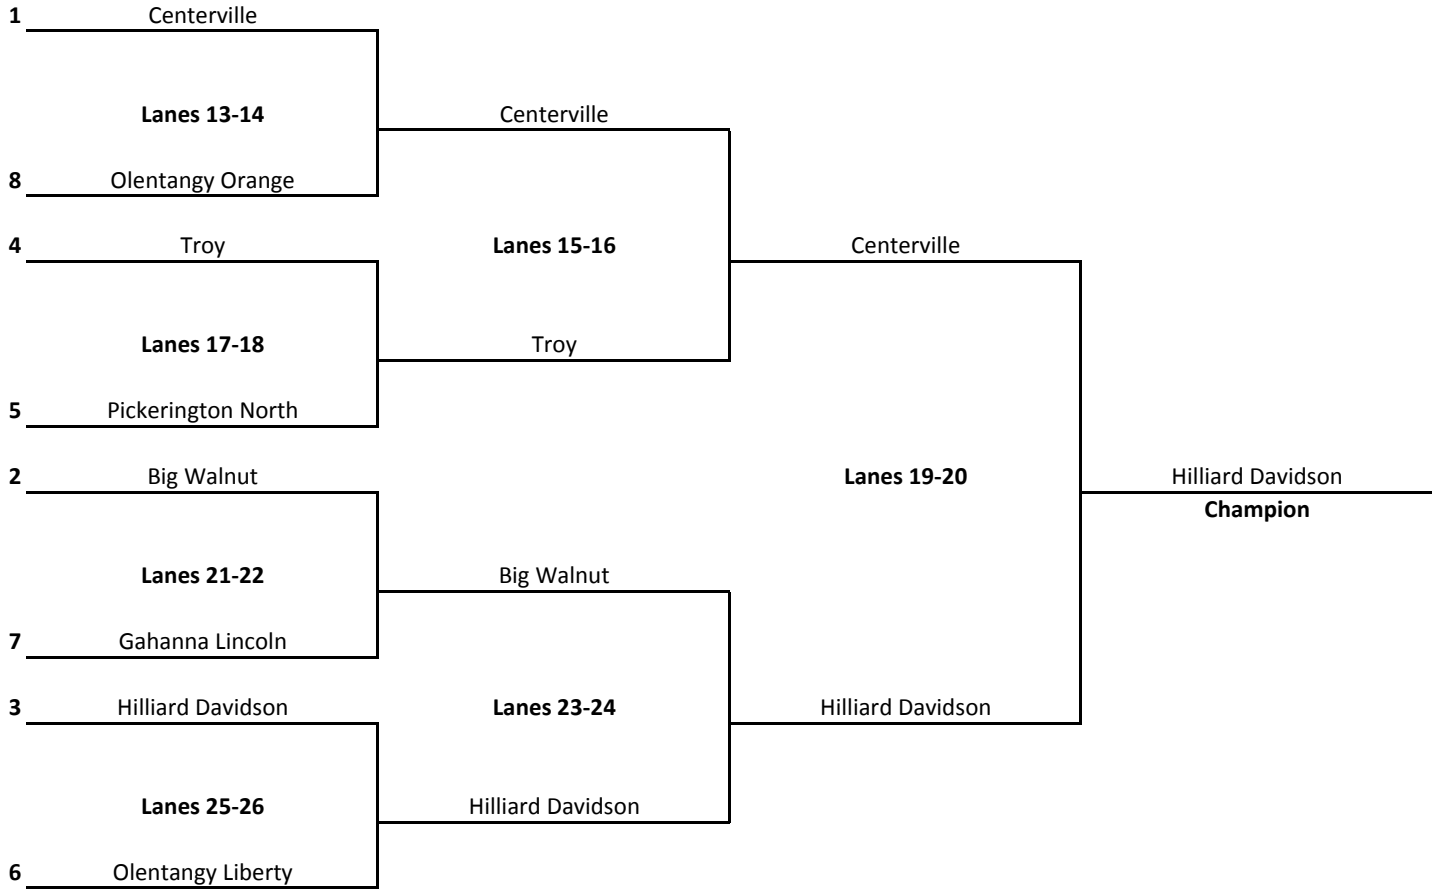 1 Centerville
Lanes 13-14 Centerville
8 Olentangy Orange
4 Troy Lanes 15-16 Centerville
Lanes 17-18 Troy
5 Pickerington North
2 Big Walnut Lanes 19-20 Hilliard Davidson
Champion
Lanes 21-22 Big Walnut
7 Gahanna Lincoln
3 Hilliard Davidson Lanes 23-24 Hilliard Davidson
Lanes 25-26 Hilliard Davidson
6 Olentangy Liberty